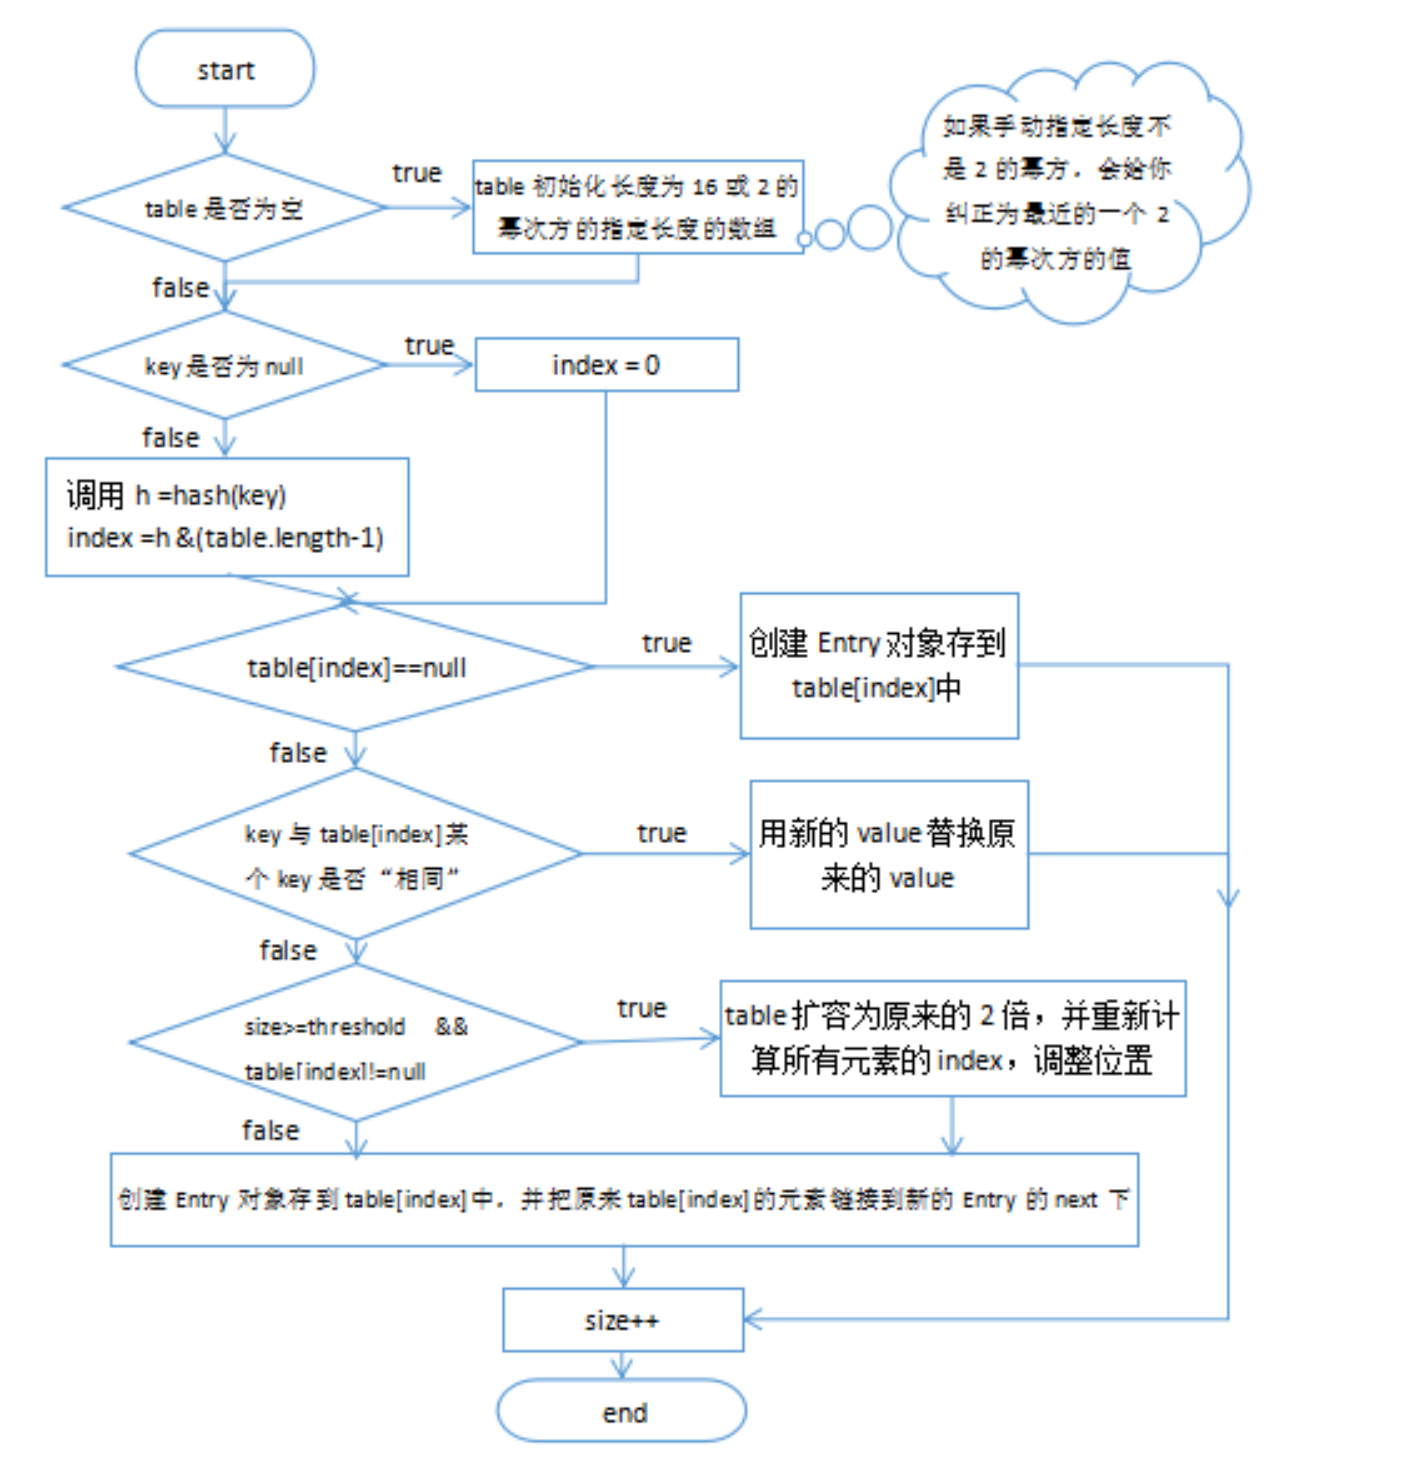 start
如果手动指定长度不
是 2 的幂方，会给你
纠正为最近的一个 2
的幂次方的值
true
table 是否为空
table 初始化长度为 16 或 2 的
幂次方的指定长度的数组
false
true
key 是否为 null
index = 0
false
调用 h =hash(key)
index =h &(table.length-1)
true
table[index]==null
创建 Entry 对象存到
table[index]中
false
key 与 table[index]某
个 key 是否“相同”
true
用新的 value 替换原
来的 value
false
size>=threshold &&
table[index]!=null
true
table 扩容为原来的 2 倍，并重新计
算所有元素的 index，调整位置
false
创建 Entry 对象存到 table[index]中，并把原来 table[index]的元素链接到新的 Entry 的 next 下
size++
end